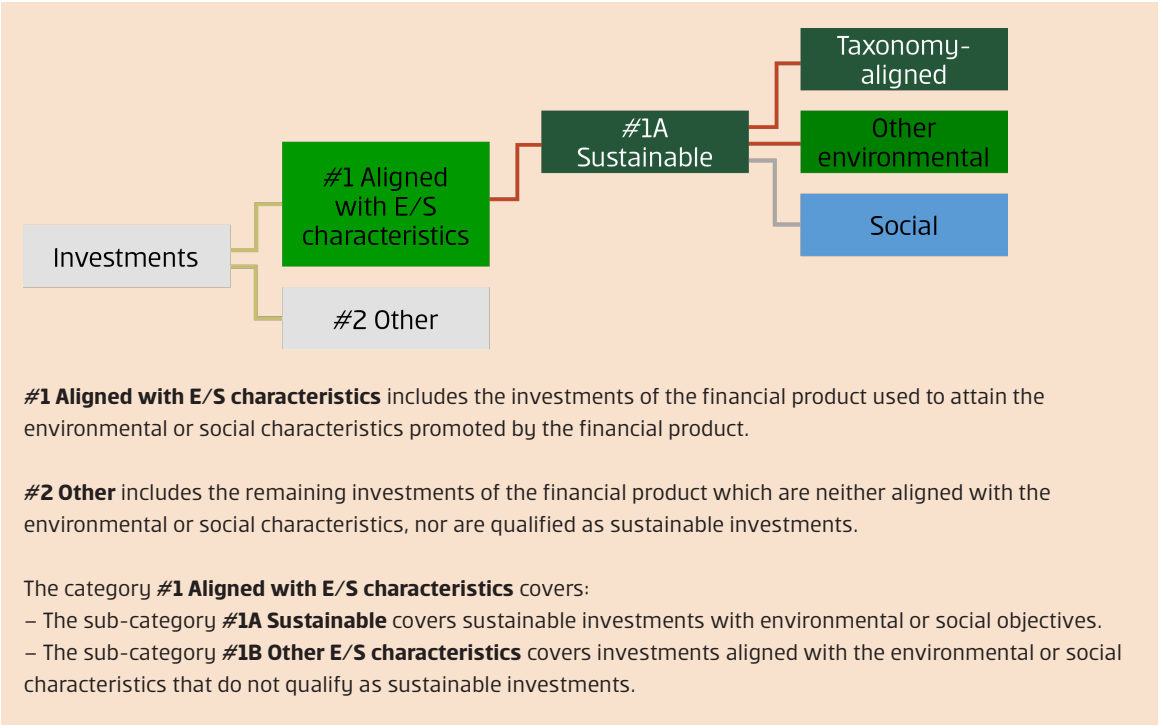 Taxonomy-
aligned
#1A
Sustainable
Other
environmental
#1 Aligned
with E/S
characteristics
Social
Investments
#2 Other
#1 Aligned with E/S characteristics includes the investments of the financial product used to attain the
environmental or social characteristics promoted by the financial product.
#2 Other includes the remaining investments of the financial product which are neither aligned with the
environmental or social characteristics, nor are qualified as sustainable investments.
The category #1 Aligned with E/S characteristics covers:
– The sub-category #1A Sustainable covers sustainable investments with environmental or social objectives.
– The sub-category #1B Other E/S characteristics covers investments aligned with the environmental or social
characteristics that do not qualify as sustainable investments.